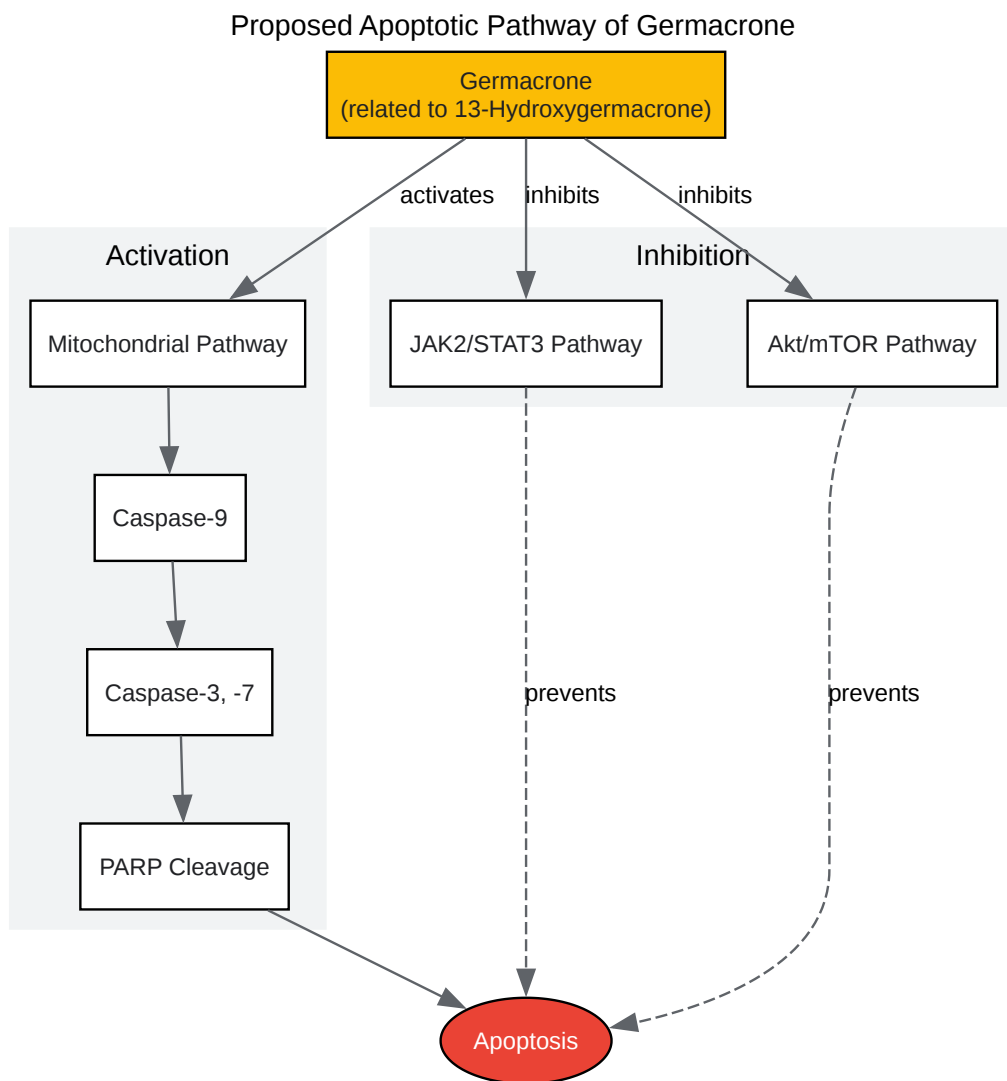 Proposed Apoptotic Pathway of Germacrone
Germacrone
(related to 13-Hydroxygermacrone)
activates
inhibits
inhibits
Activation
Inhibition
Mitochondrial Pathway
JAK2/STAT3 Pathway
Akt/mTOR Pathway
Caspase-9
Caspase-3, -7
prevents
prevents
PARP Cleavage
Apoptosis